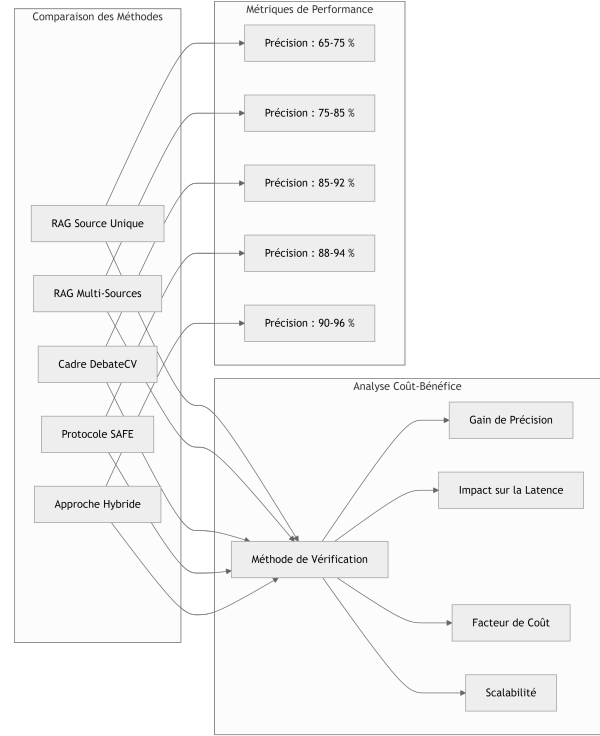 Comparaison des Méthodes
RAG Source Unique
RAG Multi-Sources
Cadre DebateCV
Protocole SAFE
Approche Hybride
Métriques de Performance
Précision : 65-75 %
Précision : 75-85 %
Précision : 85-92 %
Précision : 88-94 %
Précision : 90-96 %
Analyse Coût-Bénéfice
Méthode de Vérification
Gain de Précision
Impact sur la Latence
Facteur de Coût
Scalabilité